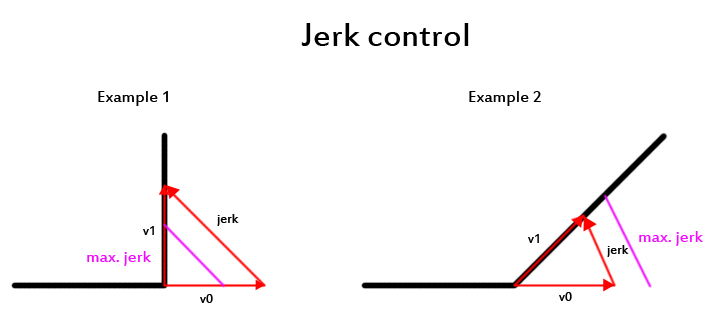 Jerk control
Example 1
Example 2
jerk
v1
max. jerk
v0
v1
max. jerk
jerk
v0